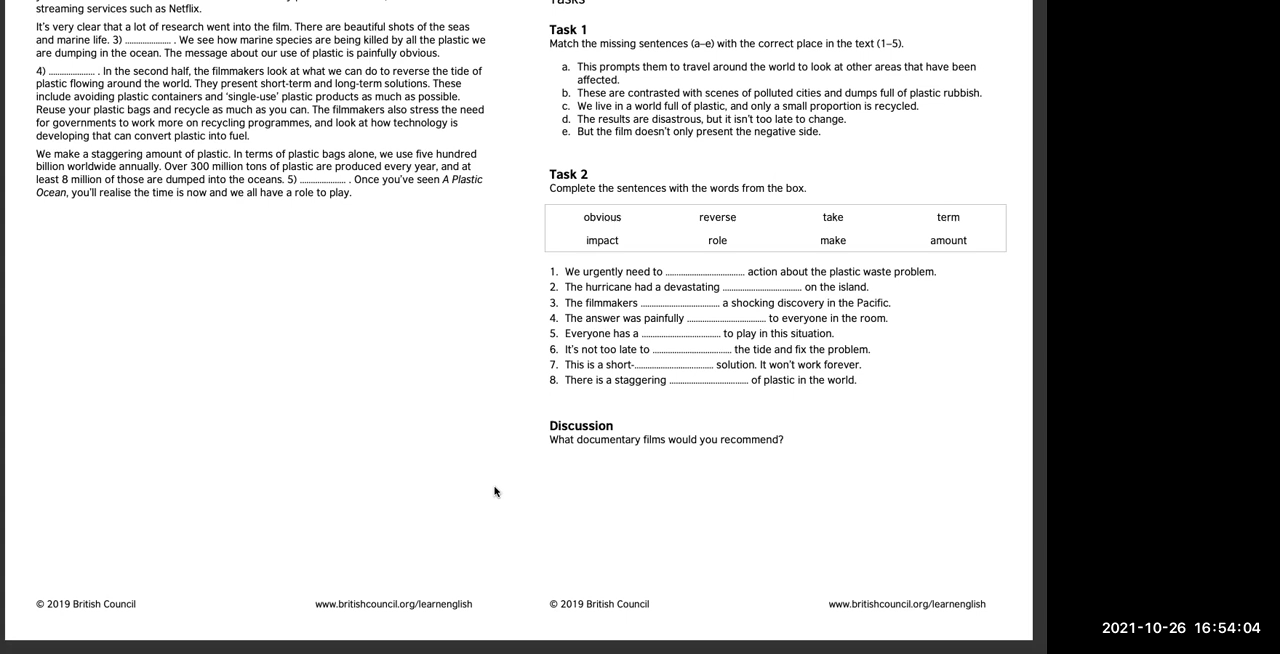 streaming services such as Netflix.
It's very clear that a lot of research went into the film. There are beautiful shots of the seas
and marine life. 3) ..................... . We see how marine species are being killed by all the plastic we
are dumping in the ocean. The message about our use of plastic is painfully obvious.
4) ..................... . In the second half, the filmmakers look at what we can do to reverse the tide of
plastic flowing around the world. They present short-term and long-term solutions. These
include avoiding plastic containers and 'single-use' plastic products as much as possible.
Reuse your plastic bags and recycle as much as you can. The filmmakers also stress the need
for governments to work more on recycling programmes, and look at how technology is
developing that can convert plastic into fuel.
We make a staggering amount of plastic. In terms of plastic bags alone, we use five hundred
billion worldwide annually. Over 300 million tons of plastic are produced every year, and at
least 8 million of those are dumped into the oceans. 5) ..................... . Once you've seen A Plastic
Ocean, you'll realise the time is now and we all have a role to play.
© 2019 British Council
www.britishcouncil.org/learnenglish
Tasks
Task 1
Match the missing sentences (a–e) with the correct place in the text (1–5).
a. This prompts them to travel around the world to look at other areas that have been
affected.
b. These are contrasted with scenes of polluted cities and dumps full of plastic rubbish.
c. We live in a world full of plastic, and only a small proportion is recycled.
d. The results are disastrous, but it isn't too late to change.
e. But the film doesn't only present the negative side.
Task 2
Complete the sentences with the words from the box.
obvious reverse take term
impact role make amount
1. We urgently need to .................................... action about the plastic waste problem.
2. The hurricane had a devastating .................................... on the island.
3. The filmmakers .................................... a shocking discovery in the Pacific.
4. The answer was painfully .................................... to everyone in the room.
5. Everyone has a .................................... to play in this situation.
6. It's not too late to .................................... the tide and fix the problem.
7. This is a short-.................................... solution. It won't work forever.
8. There is a staggering .................................... of plastic in the world.
Discussion
What documentary films would you recommend?
© 2019 British Council
www.britishcouncil.org/learnenglish
2021-10-26 16:54:04